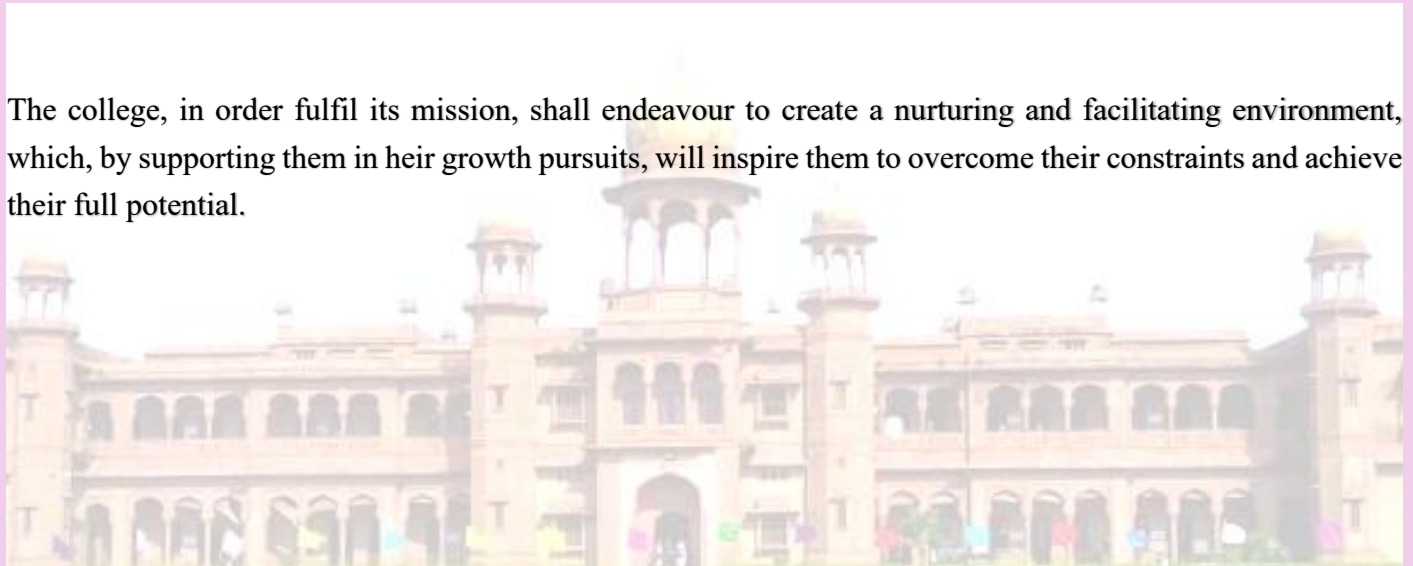 The college, in order fulfil its mission, shall endeavour to create a nurturing and facilitating environment,
which, by supporting them in heir growth pursuits, will inspire them to overcome their constraints and achieve
their full potential.